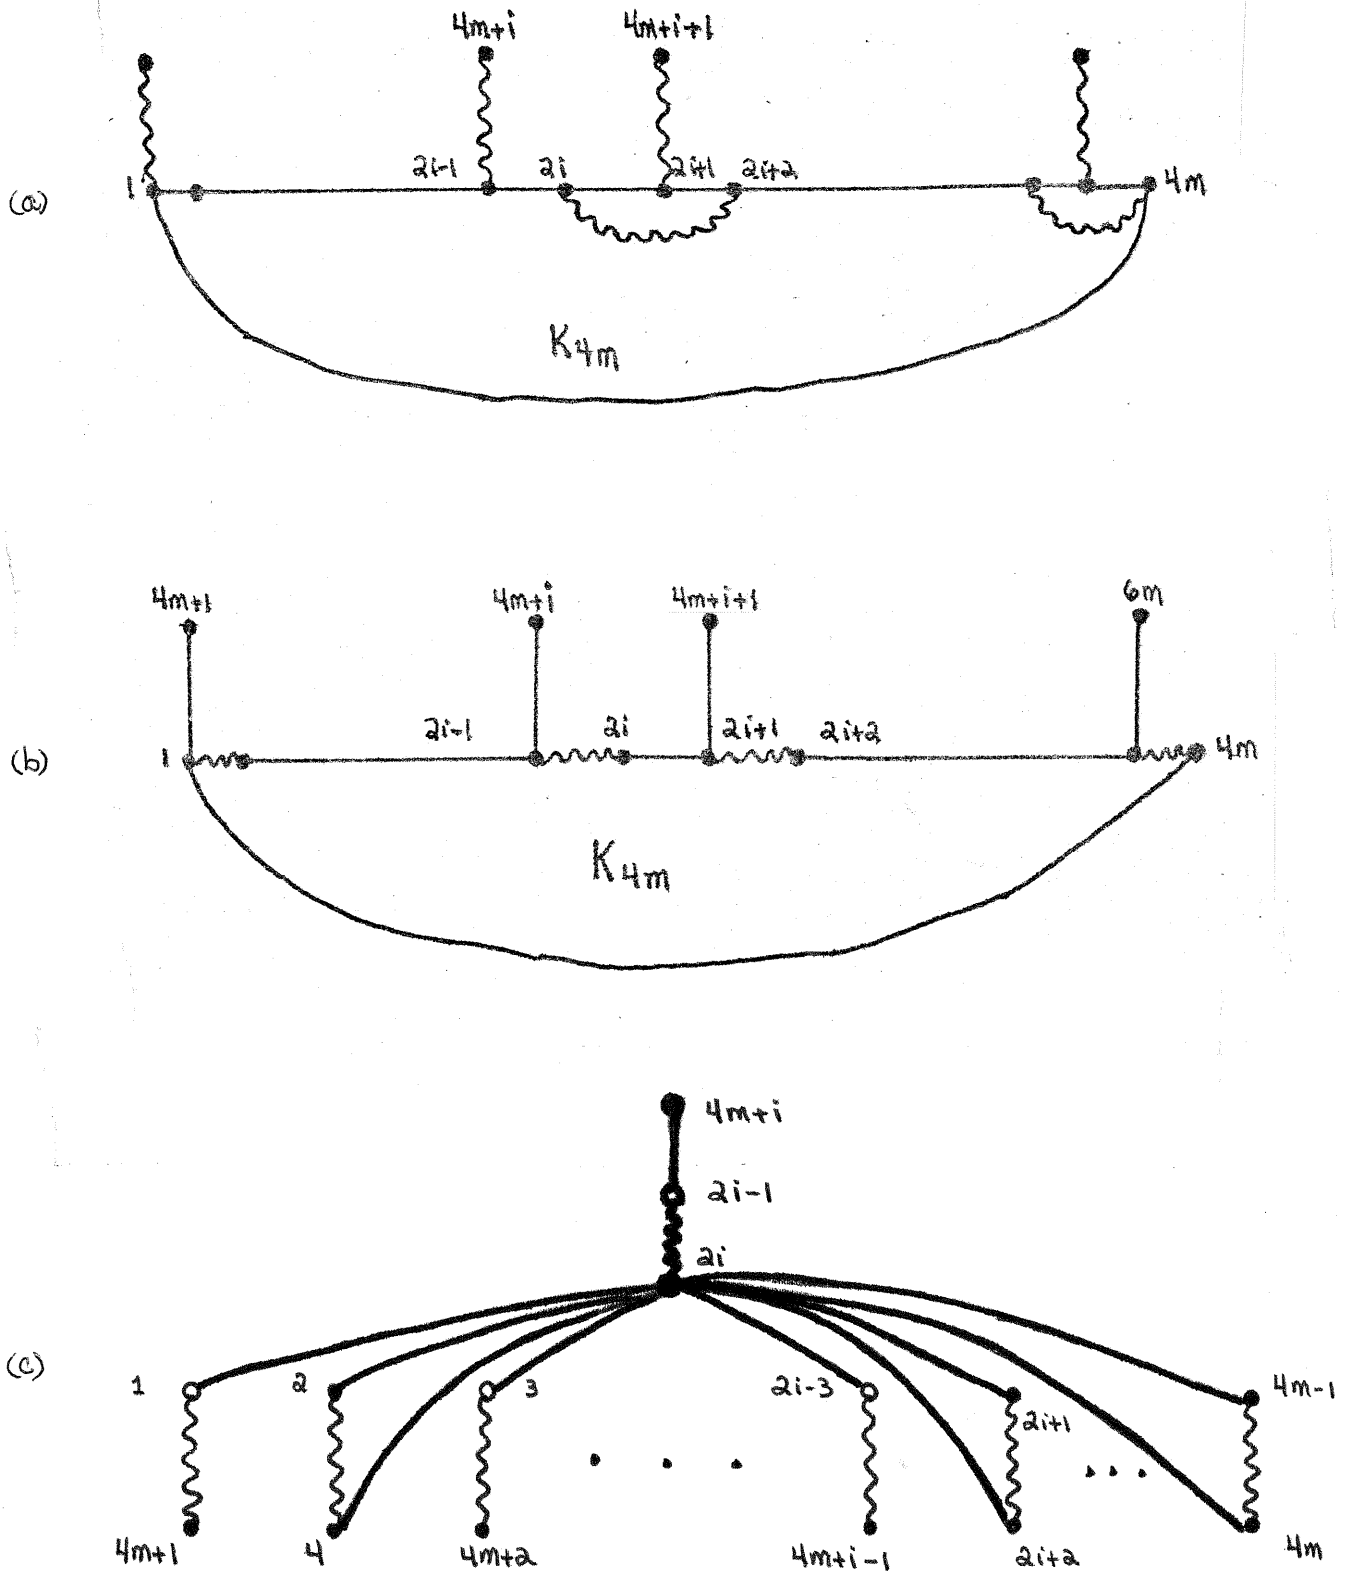 4m+i 4m+i+1
2i-1 2i 2i+1 2i+2
(a) 1 4m
K4m
4m+1 4m+i 4m+i+1 6m
2i-1 2i 2i+1 2i+2
(b) 1 4m
K4m
4m+i
2i-1
2i
(c) 1 2 3 2i-3 4m-1
2i+1
4m+1 4 4m+2 4m+i-1 2i+2 4m